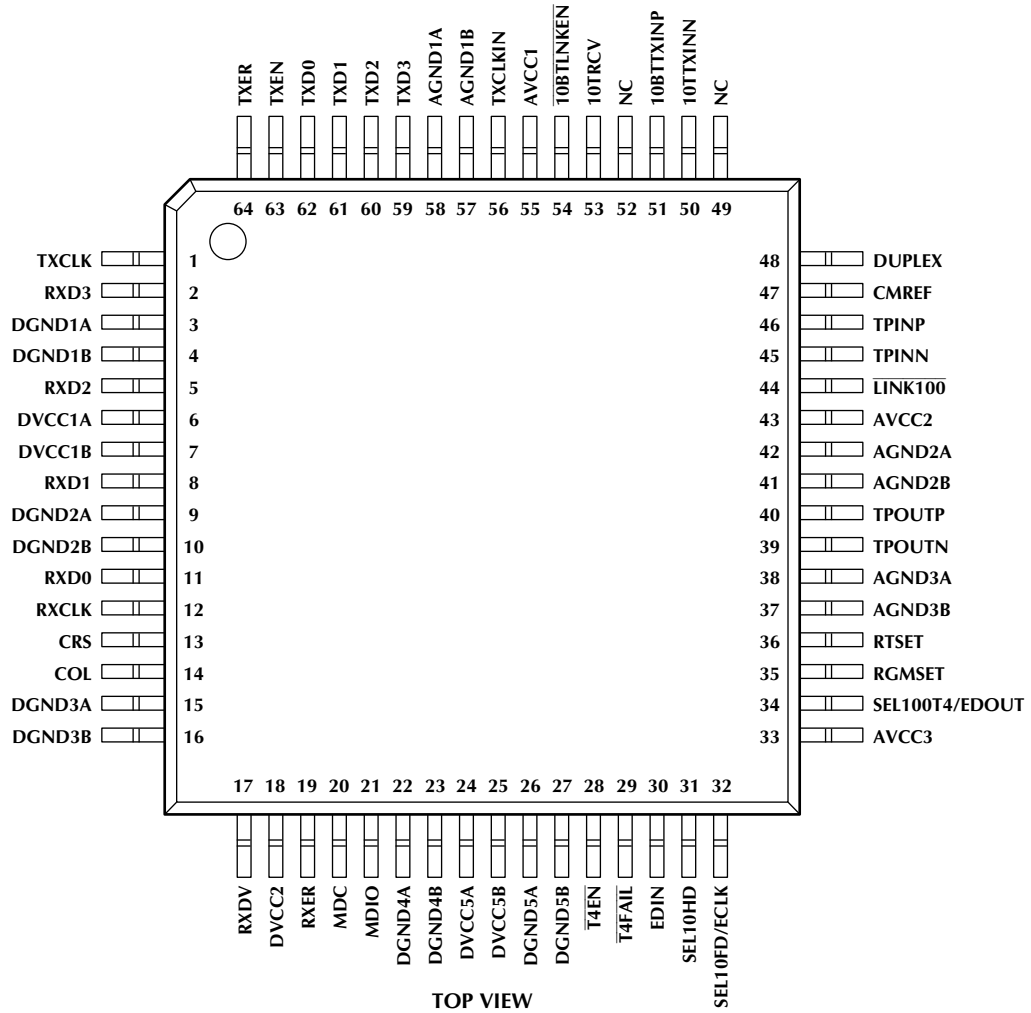 TXER TXEN TXD0 TXD1 TXD2 TXD3 AGND1A AGND1B TXCLKIN AVCC1 10BTLNKEN 10TRCV NC 10BTTXINP 10TTXINN NC
64 63 62 61 60 59 58 57 56 55 54 53 52 51 50 49
TXCLK 1 48 DUPLEX
RXD3 2 47 CMREF
DGND1A 3 46 TPINP
DGND1B 4 45 TPINN
RXD2 5 44 LINK100
DVCC1A 6 43 AVCC2
DVCC1B 7 42 AGND2A
RXD1 8 41 AGND2B
DGND2A 9 40 TPOUTP
DGND2B 10 39 TPOUTN
RXD0 11 38 AGND3A
RXCLK 12 37 AGND3B
CRS 13 36 RTSET
COL 14 35 RGMSET
DGND3A 15 34 SEL100T4/EDOUT
DGND3B 16 33 AVCC3
17 18 19 20 21 22 23 24 25 26 27 28 29 30 31 32
RXDV DVCC2 RXER MDC MDIO DGND4A DGND4B DVCC5A DVCC5B DGND5A DGND5B T4EN T4FAIL EDIN SEL10HD SEL10FD/ECLK
TOP VIEW